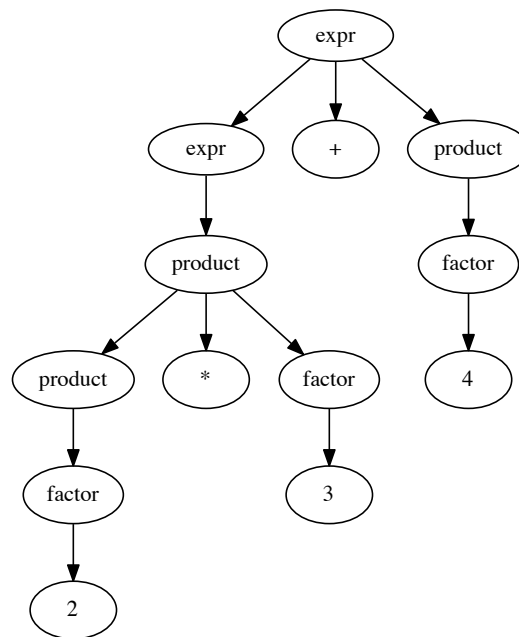 expr
expr + product
product factor
product * factor 4
factor 3
2